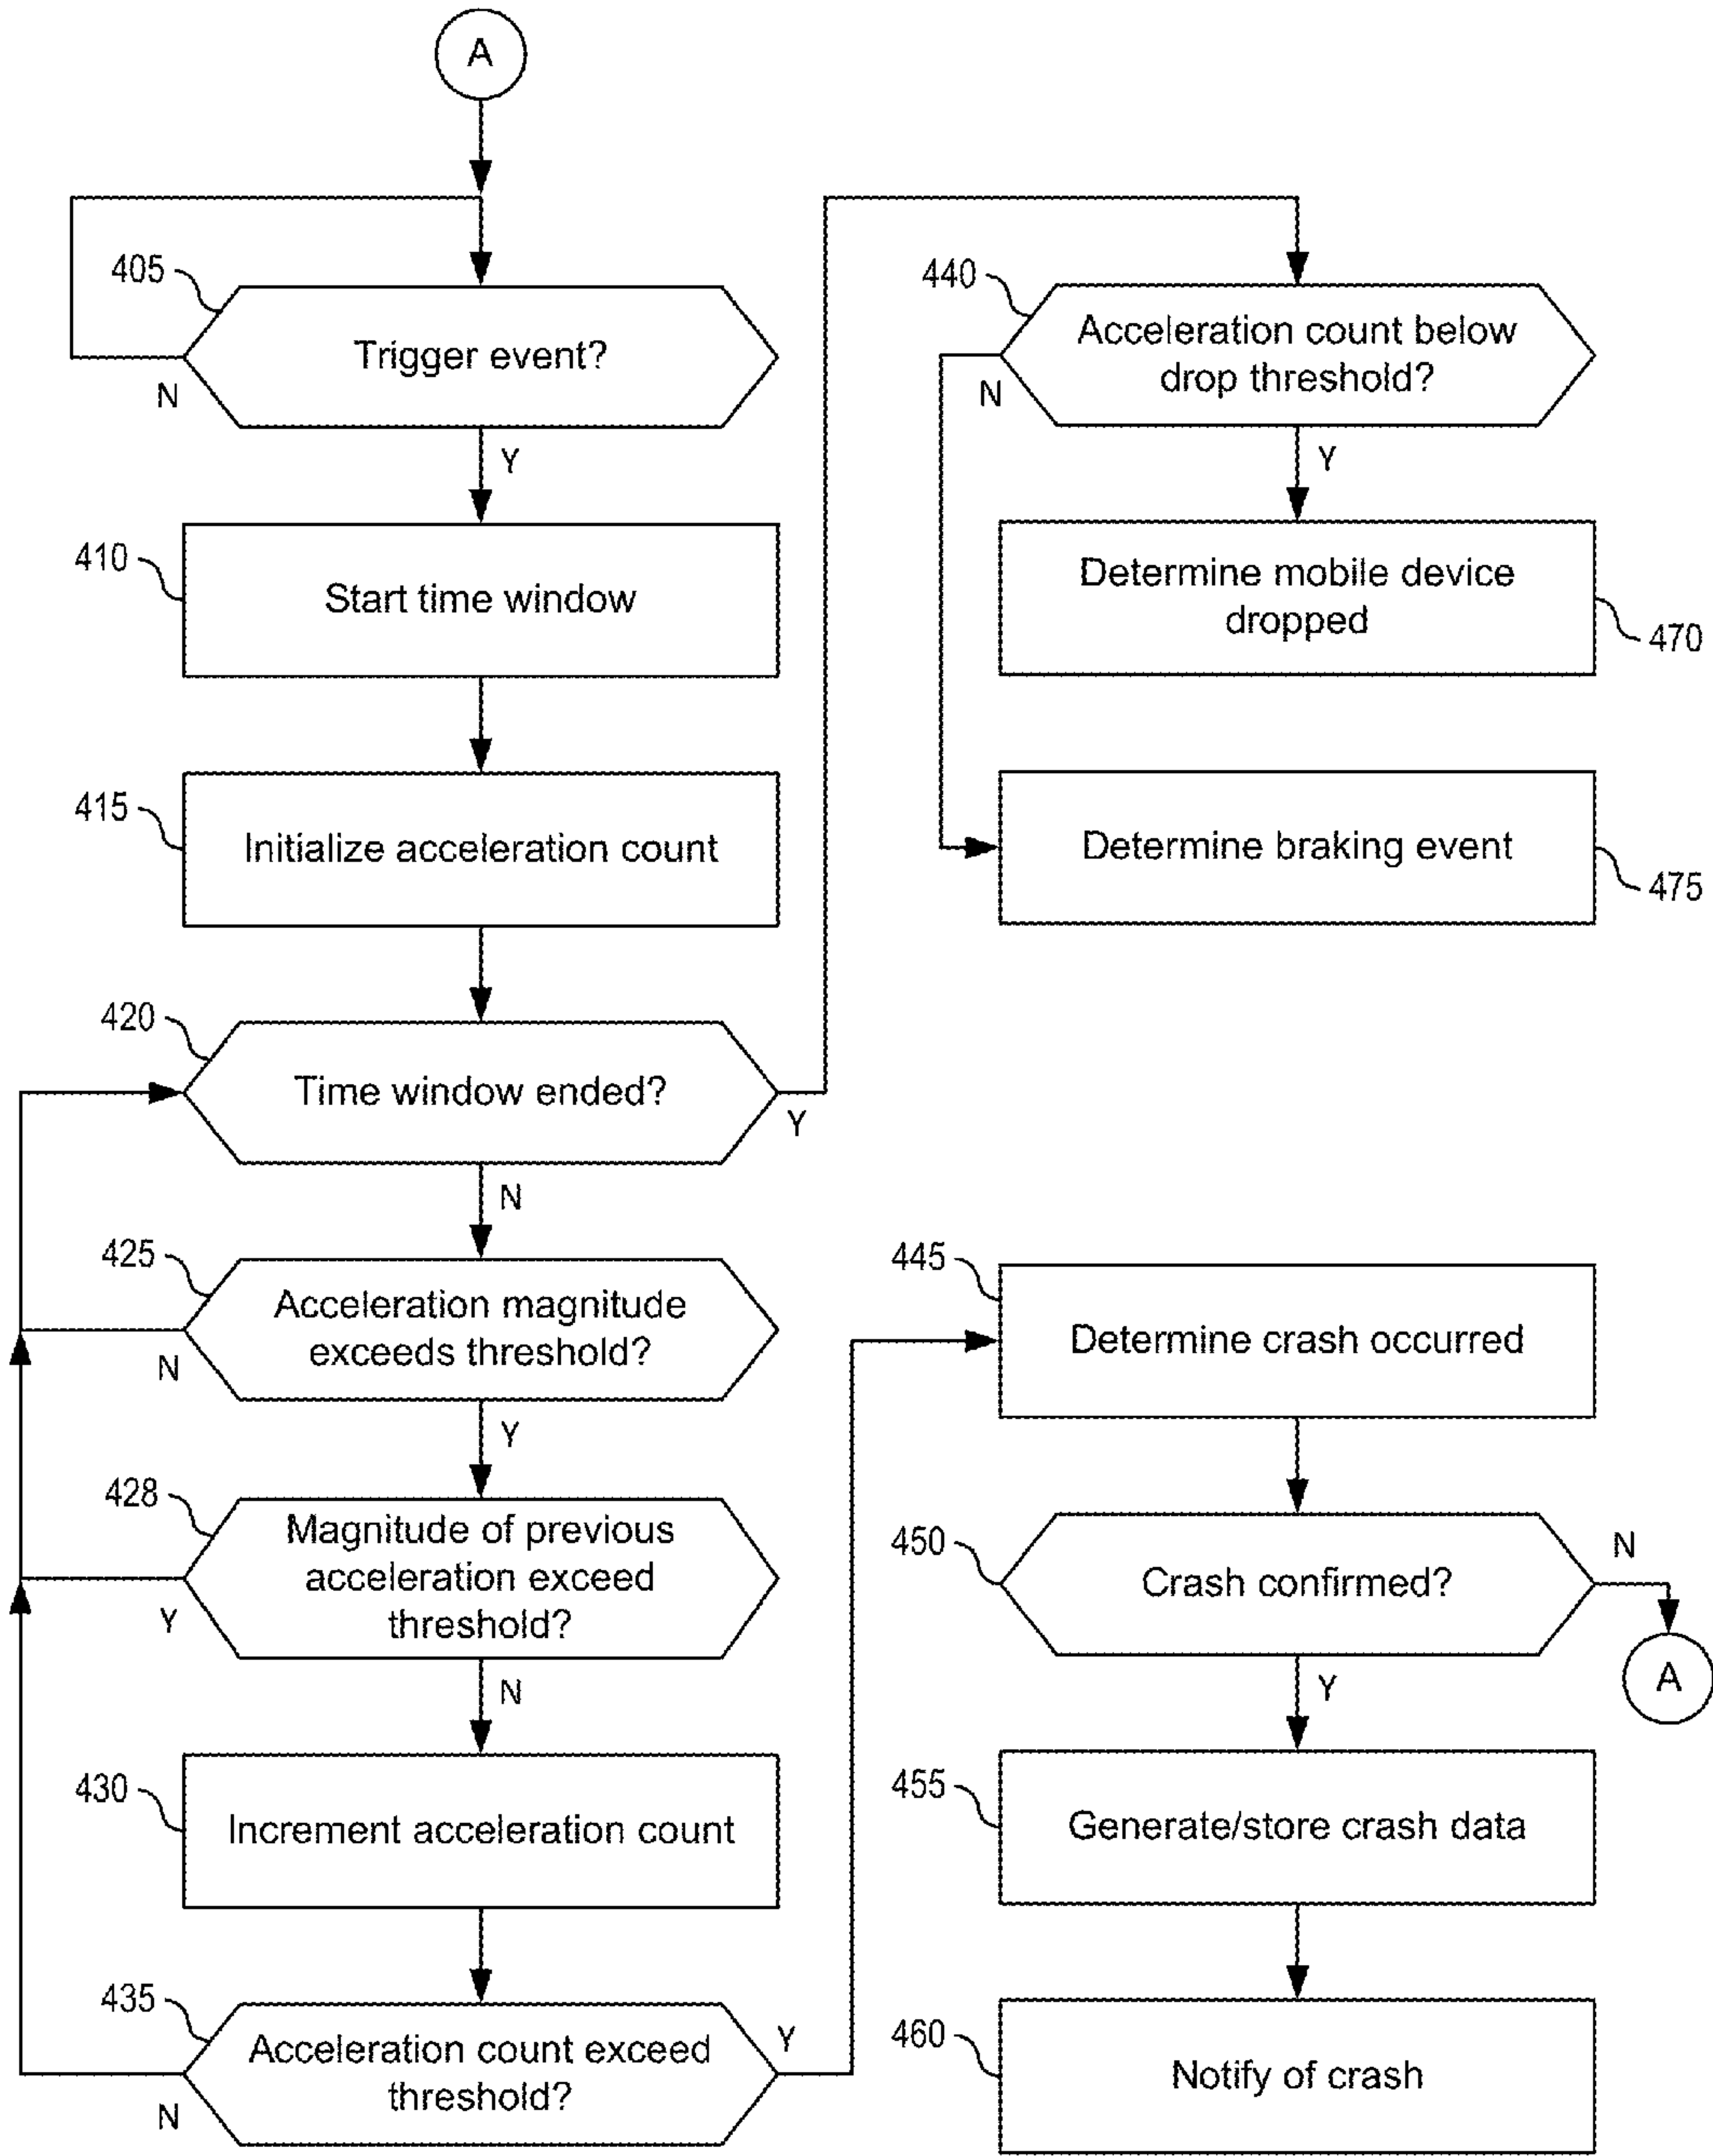 A
405
Trigger event?
N
Y
410
Start time window
415
Initialize acceleration count
420
Time window ended?
Y
N
425
Acceleration magnitude
exceeds threshold?
N
Y
428
Magnitude of previous
acceleration exceed
threshold?
Y
N
430
Increment acceleration count
435
Acceleration count exceed
threshold?
Y
N
440
Acceleration count below
drop threshold?
N
Y
Determine mobile device
dropped
470
Determine braking event
475
445
Determine crash occurred
450
Crash confirmed?
N
A
Y
455
Generate/store crash data
460
Notify of crash